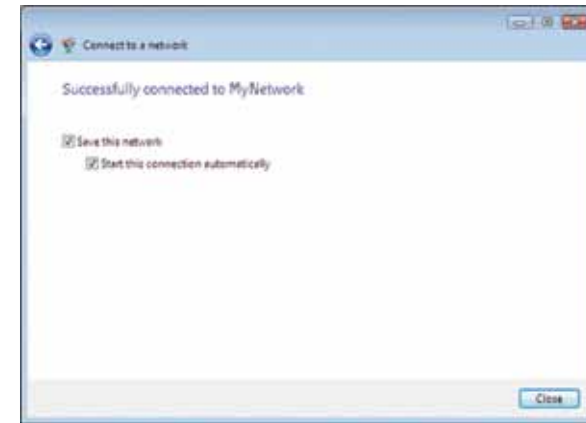 Connect to a network
Successfully connected to MyNetwork
Save this network
Start this connection automatically
Close